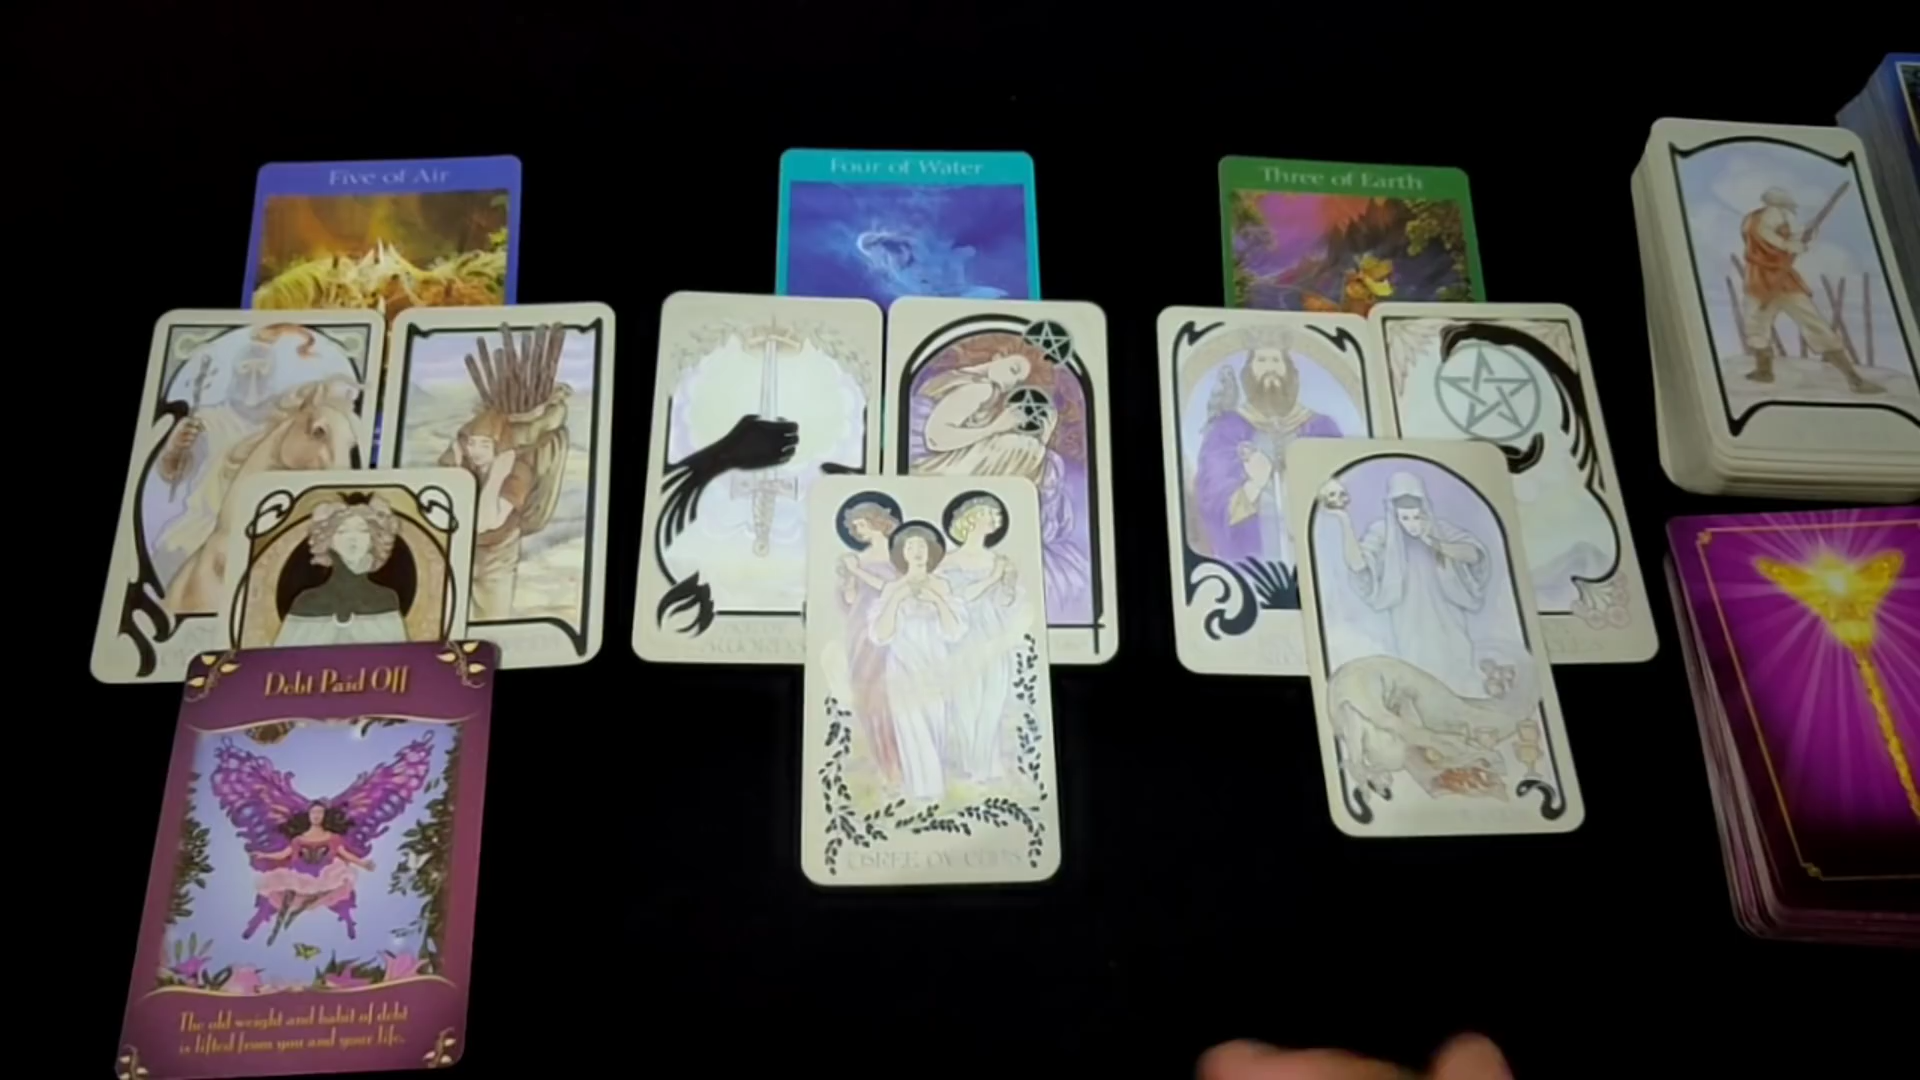 Five of Air
Four of Water
Three of Earth
Debt Paid Off
THREE OF CUPS
The old weight and habit of debt
is lifted from you and your life.